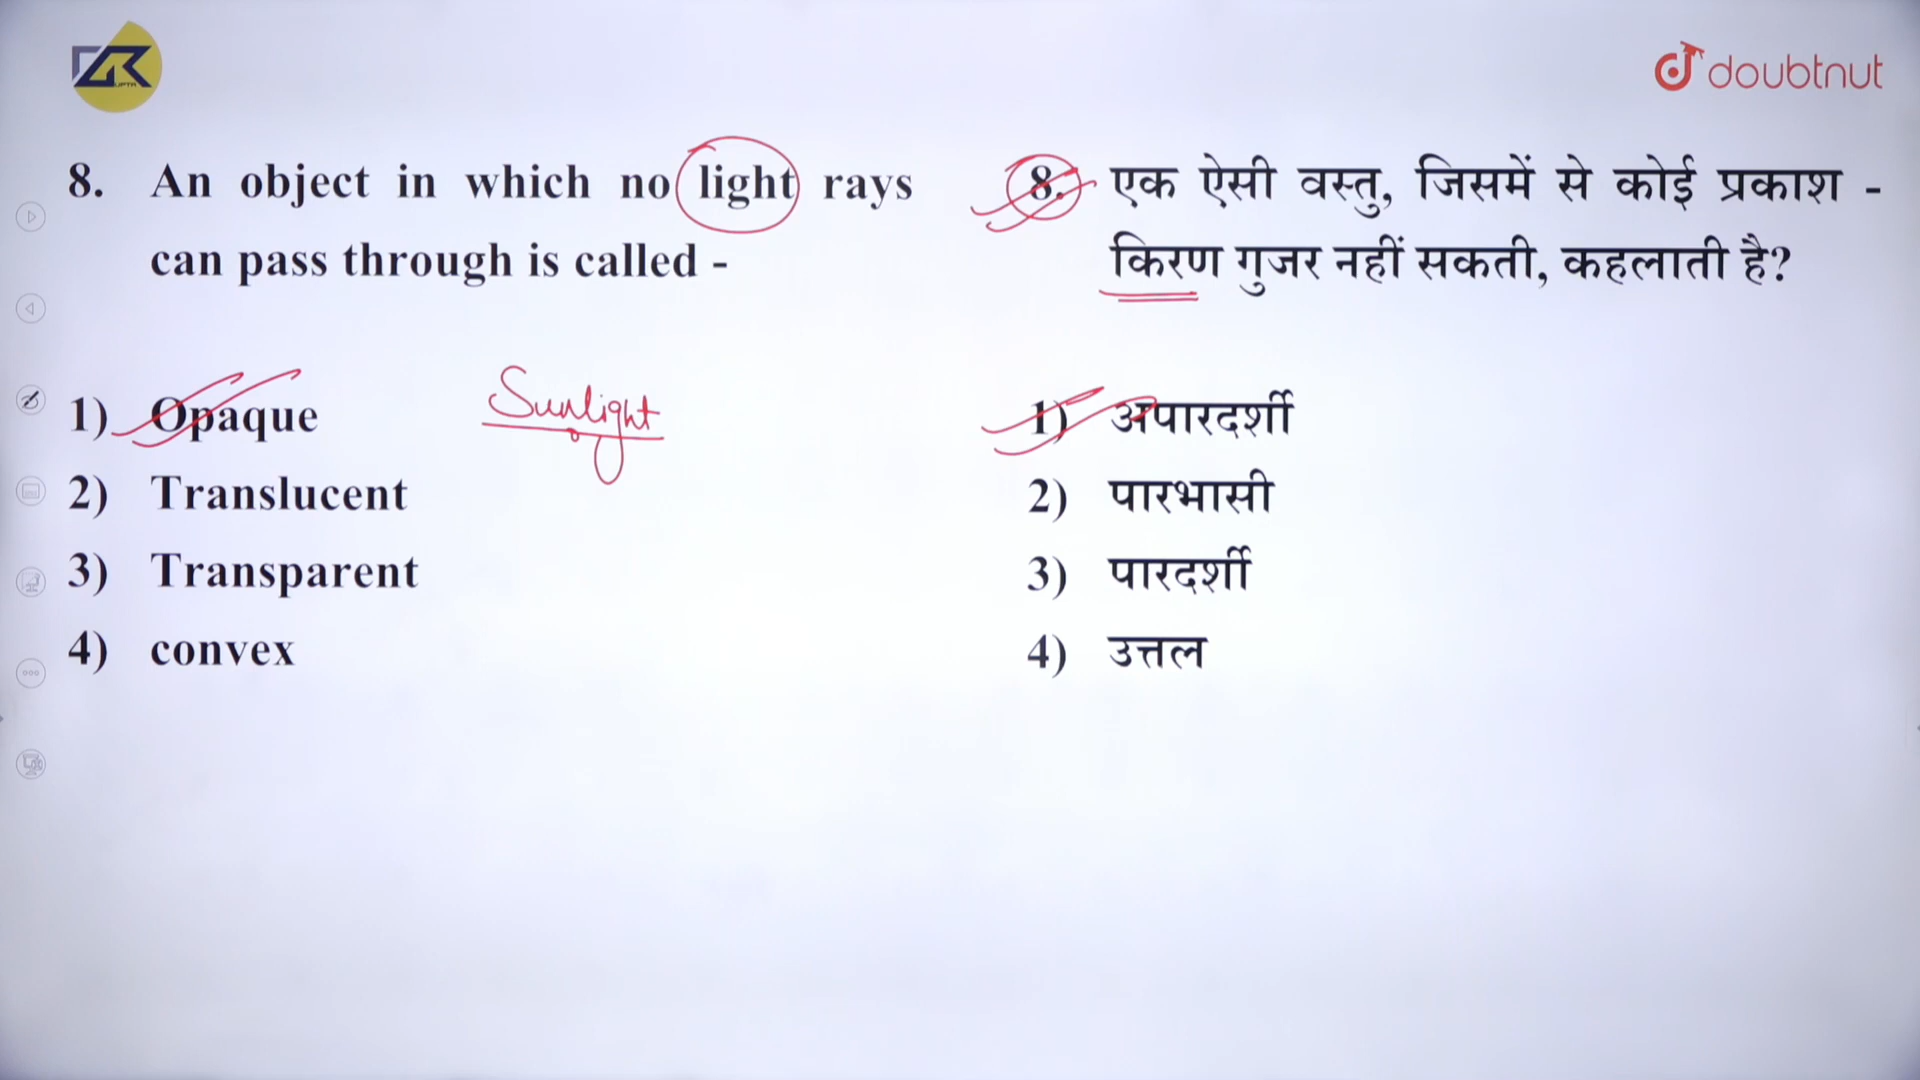 doubtnut
8. An object in which no light rays
can pass through is called -
1) Opaque
2) Translucent
3) Transparent
4) convex
Sunlight
8. एक ऐसी वस्तु, जिसमें से कोई प्रकाश -
किरण गुजर नहीं सकती, कहलाती है?
1) अपारदर्शी
2) पारभासी
3) पारदर्शी
4) उत्तल